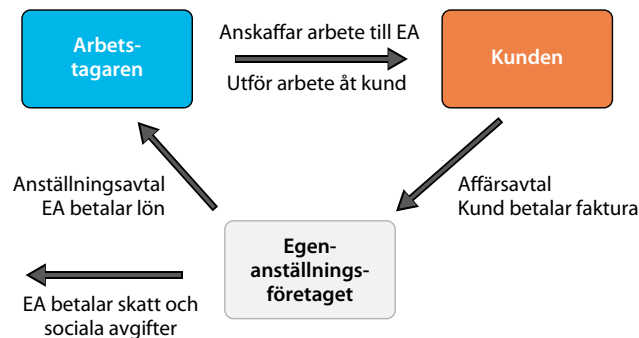 Arbets-
tagaren
Anskaffar arbete till EA
Utför arbete åt kund
Kunden
Anställningsavtal
EA betalar lön
Affärsavtal
Kund betalar faktura
Egen-
anställnings-
företaget
EA betalar skatt och
sociala avgifter